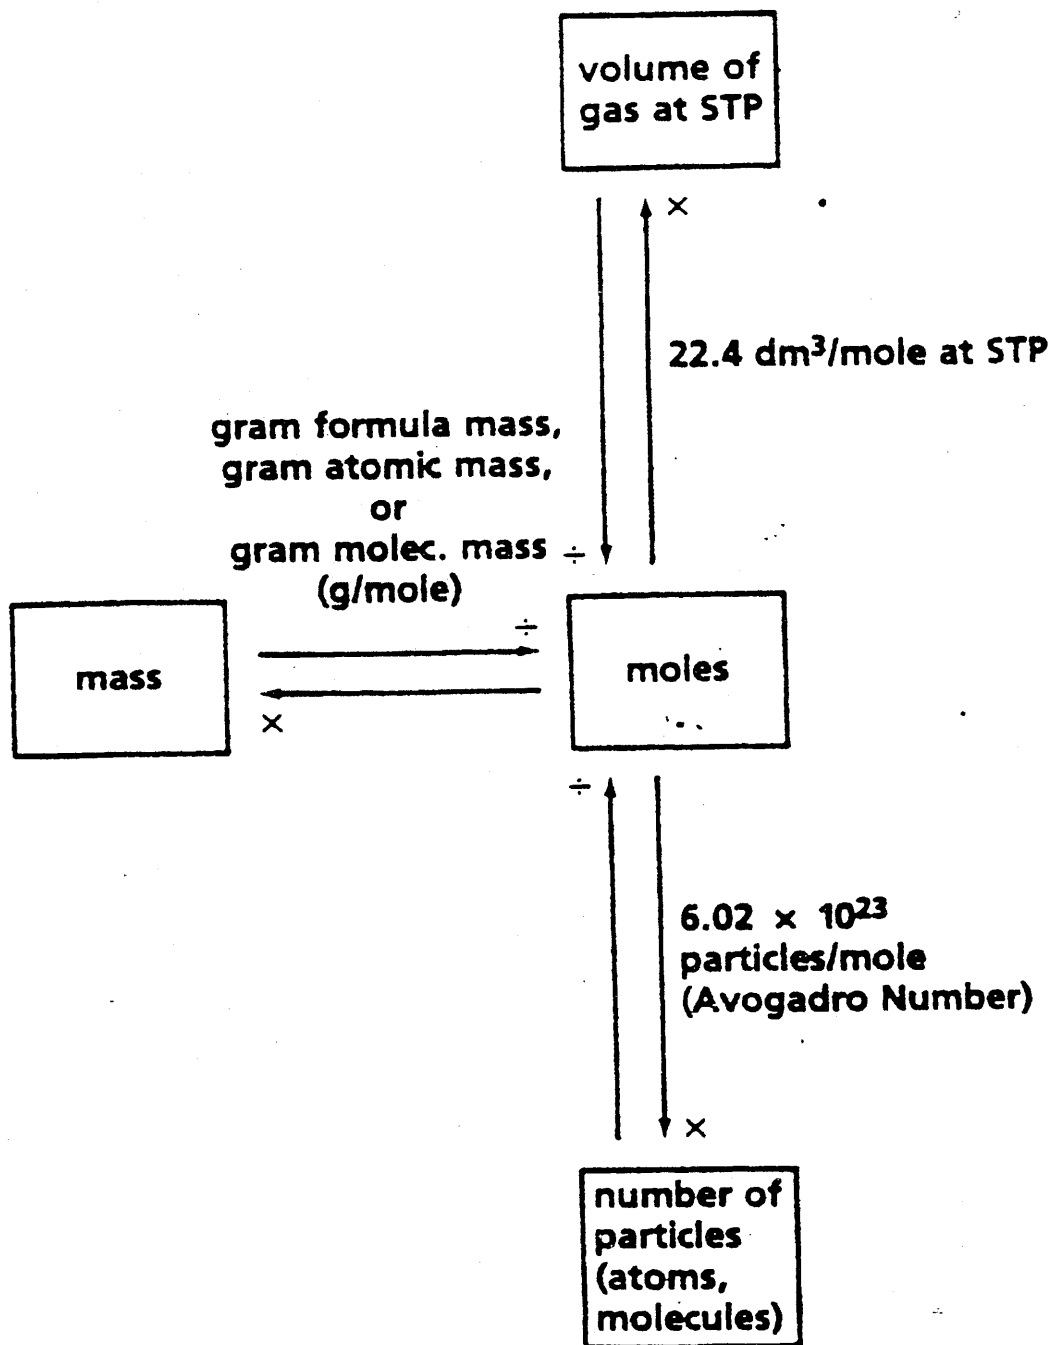 volume of
gas at STP
×
22.4 dm³/mole at STP
gram formula mass,
gram atomic mass,
or
gram molec. mass
(g/mole)
÷
÷
mass
moles
×
÷
6.02 × 10²³
particles/mole
(Avogadro Number)
×
number of
particles
(atoms,
molecules)